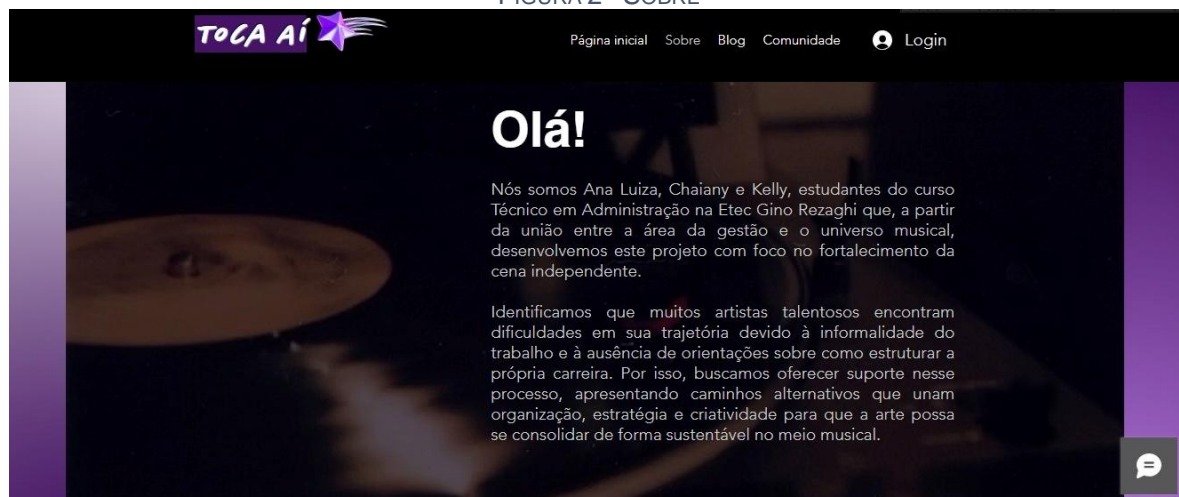 FIGURA 2 - SOBRE
TOCA AÍ
Página inicial Sobre Blog Comunidade Login
Olá!
Nós somos Ana Luiza, Chaiany e Kelly, estudantes do curso
Técnico em Administração na Etec Gino Rezaghi que, a partir
da união entre a área da gestão e o universo musical,
desenvolvemos este projeto com foco no fortalecimento da
cena independente.
Identificamos que muitos artistas talentosos encontram
dificuldades em sua trajetória devido à informalidade do
trabalho e à ausência de orientações sobre como estruturar a
própria carreira. Por isso, buscamos oferecer suporte nesse
processo, apresentando caminhos alternativos que unam
organização, estratégia e criatividade para que a arte possa
se consolidar de forma sustentável no meio musical.